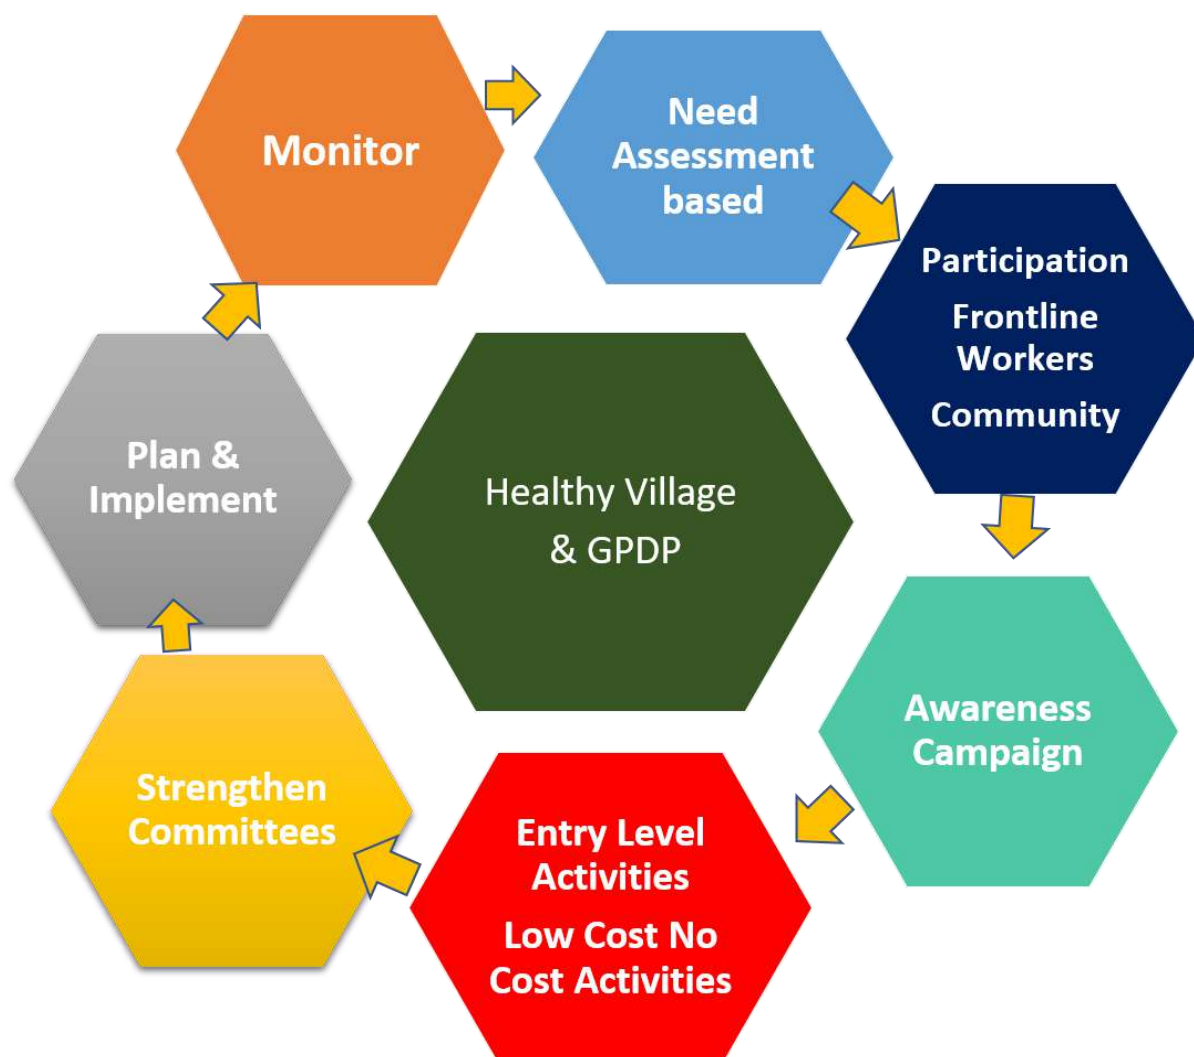 Monitor
Need
Assessment
based
Participation
Frontline
Workers
Community
Awareness
Campaign
Entry Level
Activities
Low Cost No
Cost Activities
Strengthen
Committees
Plan &
Implement
Healthy Village
& GPDP